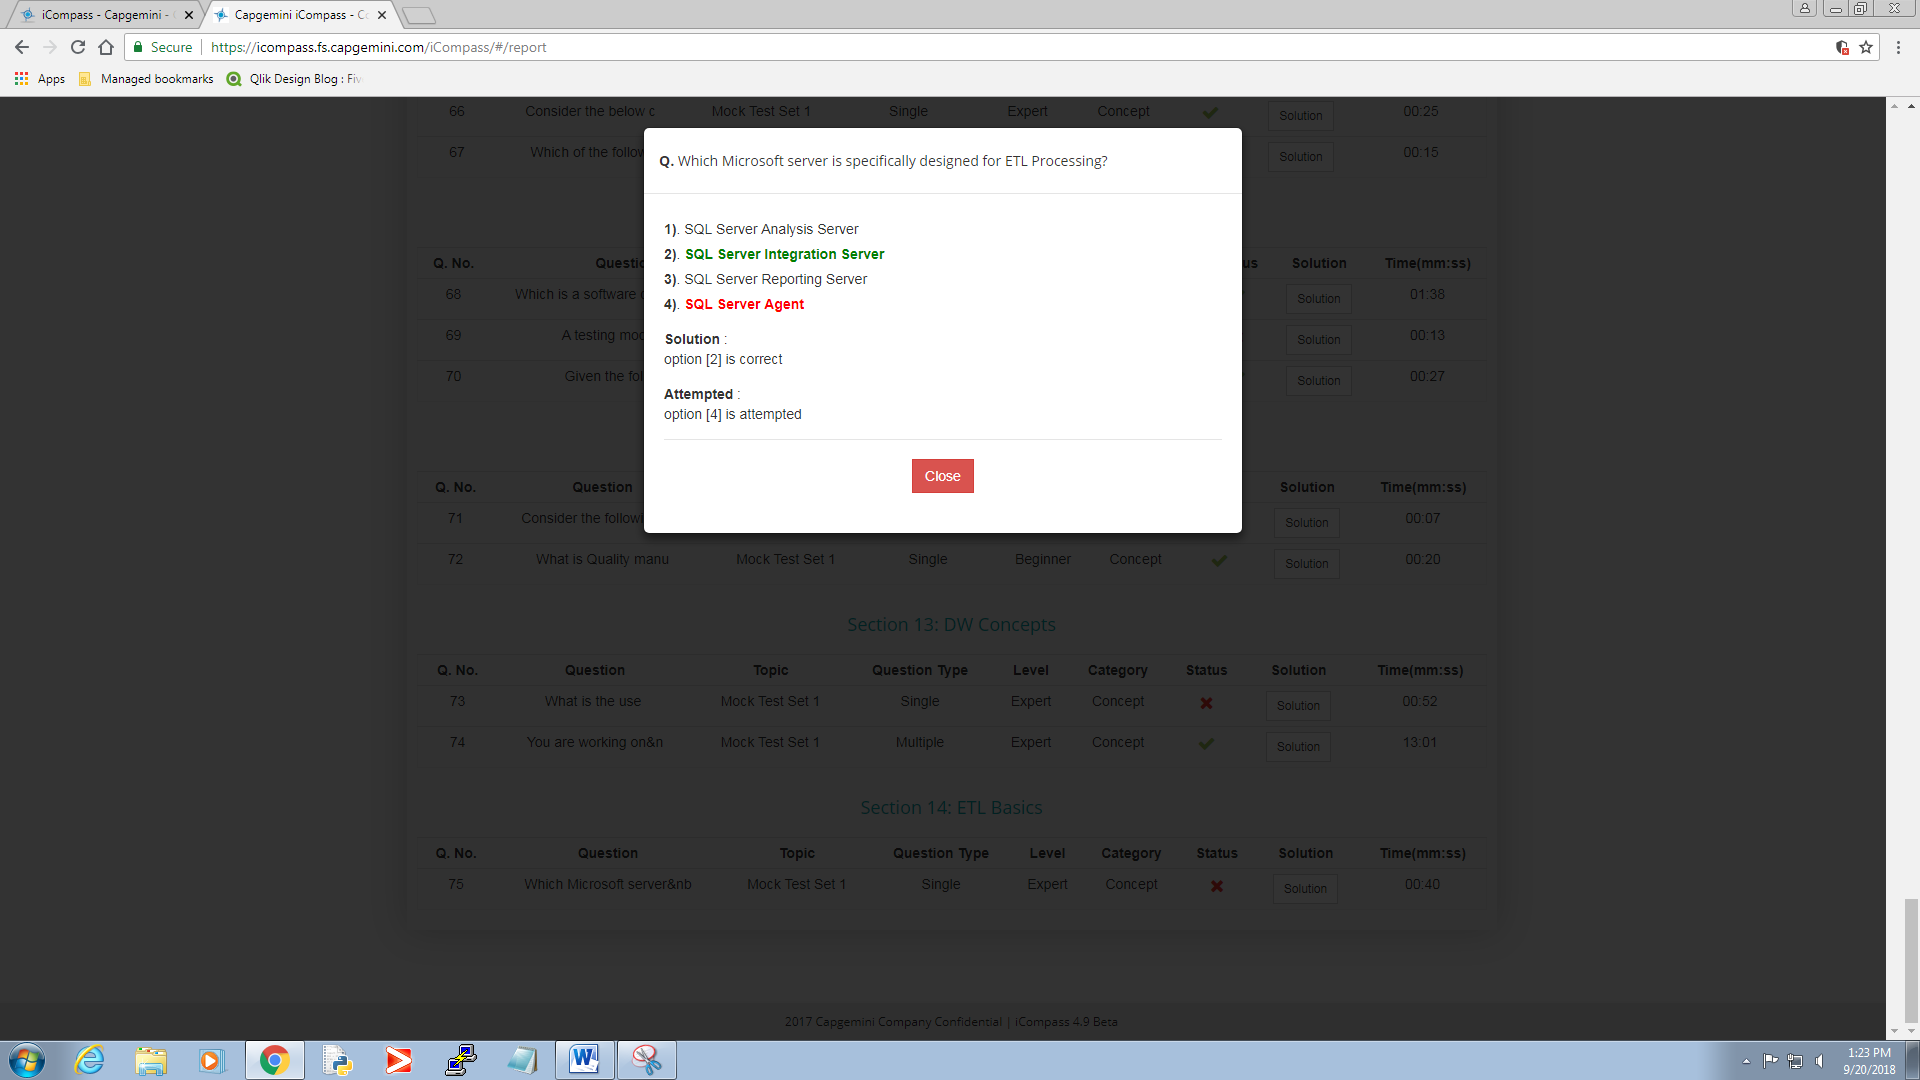 iCompass - Capgemini -
Capgemini iCompass - Co
Secure https://icompass.fs.capgemini.com/iCompass/#/report
Apps Managed bookmarks Qlik Design Blog : Fiv
66 Consider the below c Mock Test Set 1 Single Expert Concept Solution 00:25
67 Which of the follow Solution 00:15
Q. Which Microsoft server is specifically designed for ETL Processing?
1). SQL Server Analysis Server
2). SQL Server Integration Server
3). SQL Server Reporting Server
4). SQL Server Agent
Solution :
option [2] is correct
Attempted :
option [4] is attempted
Close
Q. No. Questio us Solution Time(mm:ss)
68 Which is a software Solution 01:38
69 A testing mod Solution 00:13
70 Given the fol Solution 00:27
Q. No. Question Solution Time(mm:ss)
71 Consider the followi Solution 00:07
72 What is Quality manu Mock Test Set 1 Single Beginner Concept Solution 00:20
Section 13: DW Concepts
Q. No. Question Topic Question Type Level Category Status Solution Time(mm:ss)
73 What is the use Mock Test Set 1 Single Expert Concept Solution 00:52
74 You are working on&n Mock Test Set 1 Multiple Expert Concept Solution 13:01
Section 14: ETL Basics
Q. No. Question Topic Question Type Level Category Status Solution Time(mm:ss)
75 Which Microsoft server&nb Mock Test Set 1 Single Expert Concept Solution 00:40
2017 Capgemini Company Confidential | iCompass 4.9 Beta
1:23 PM
9/20/2018